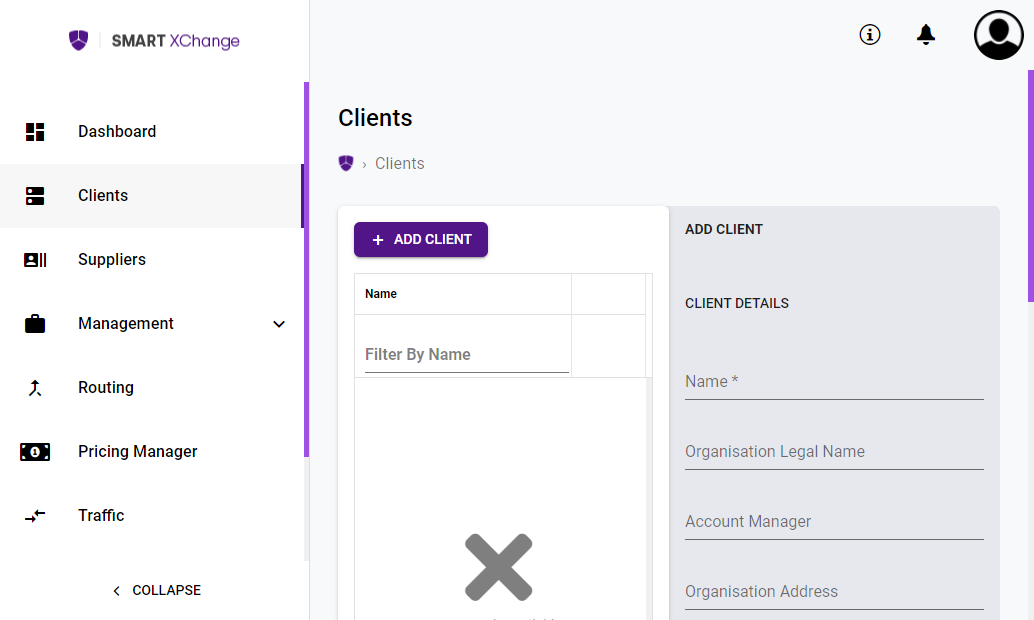 SMART XChange
Dashboard
Clients
Suppliers
Management
Routing
Pricing Manager
Traffic
COLLAPSE
Clients
› Clients
+ ADD CLIENT
Name
Filter By Name
ADD CLIENT
CLIENT DETAILS
Name *
Organisation Legal Name
Account Manager
Organisation Address